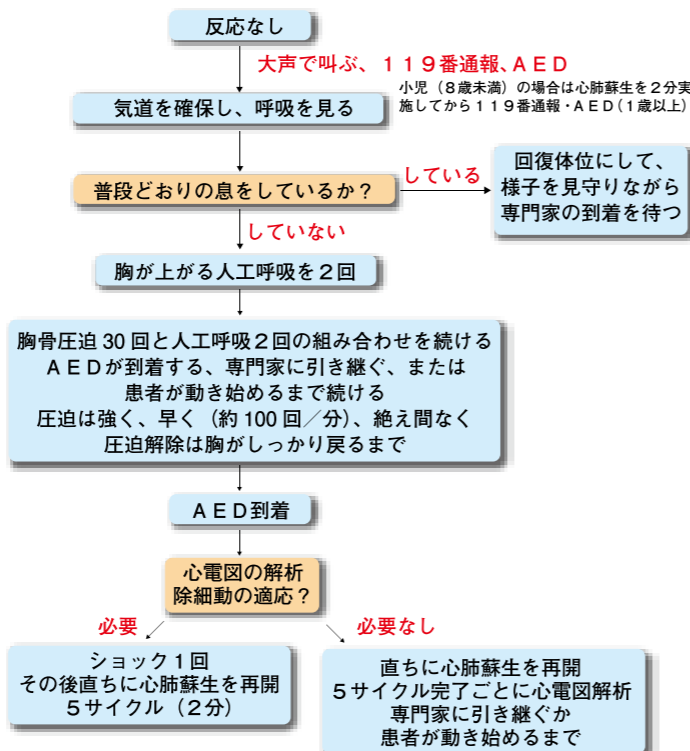 反応なし
大声で叫ぶ、119番通報、AED
小児（8歳未満）の場合は心肺蘇生を2分実
施してから119番通報・AED（1歳以上）
気道を確保し、呼吸を見る
普段どおりの息をしているか？
している
回復体位にして、
様子を見守りながら
専門家の到着を待つ
していない
胸が上がる人工呼吸を2回
胸骨圧迫30回と人工呼吸2回の組み合わせを続ける
AEDが到着する、専門家に引き継ぐ、または
患者が動き始めるまで続ける
圧迫は強く、早く（約100回／分）、絶え間なく
圧迫解除は胸がしっかり戻るまで
AED到着
心電図の解析
除細動の適応？
必要
必要なし
ショック1回
その後直ちに心肺蘇生を再開
5サイクル（2分）
直ちに心肺蘇生を再開
5サイクル完了ごとに心電図解析
専門家に引き継ぐか
患者が動き始めるまで